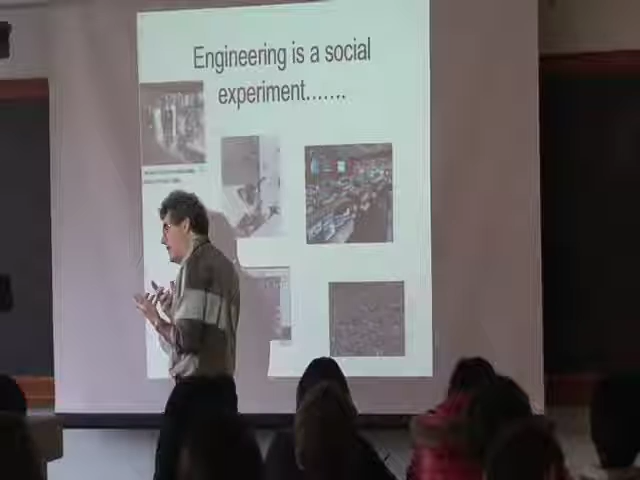 Engineering is a social
experiment.......